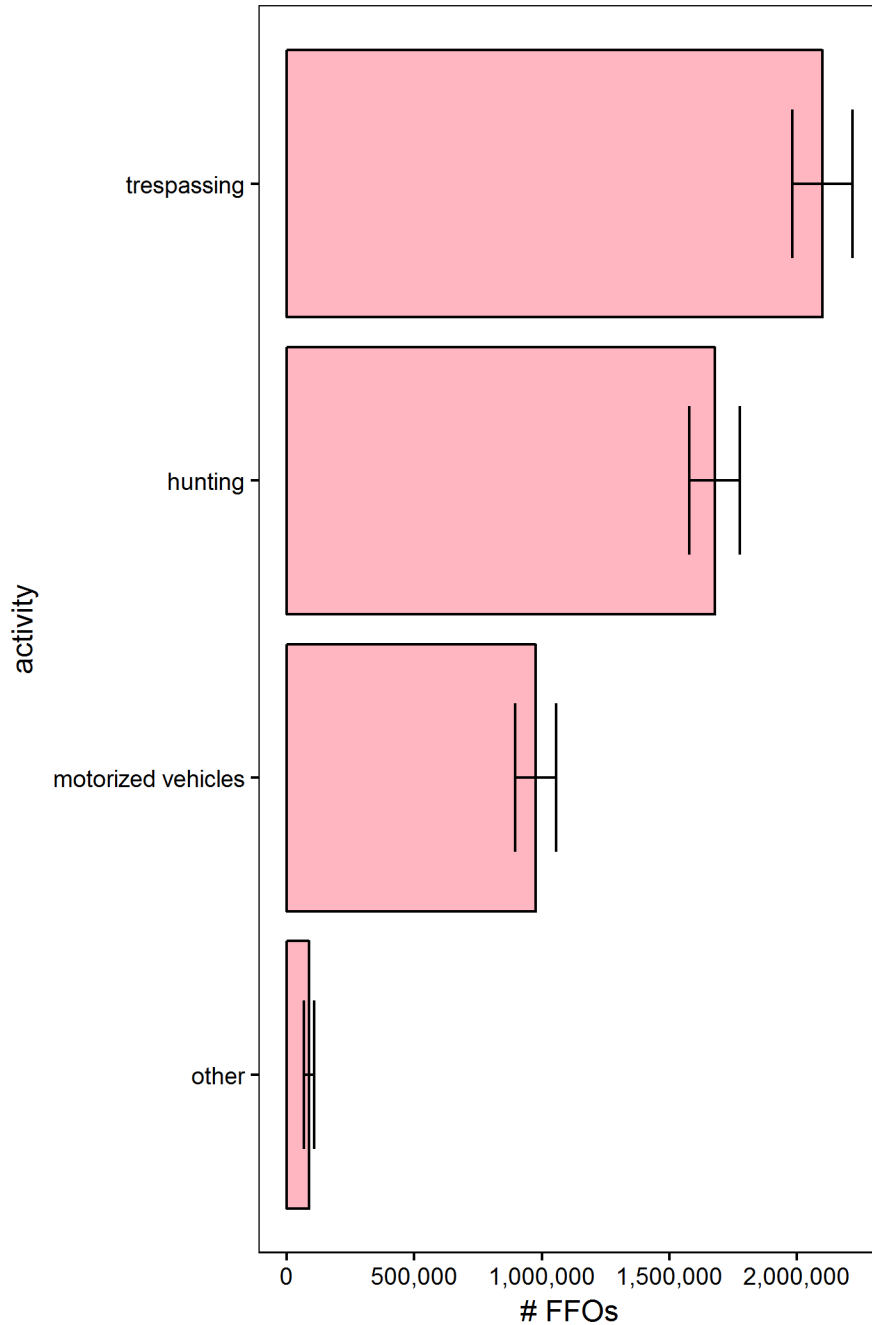 activity
trespassing
hunting
motorized vehicles
other
0 500,000 1,000,000 1,500,000 2,000,000
# FFOs